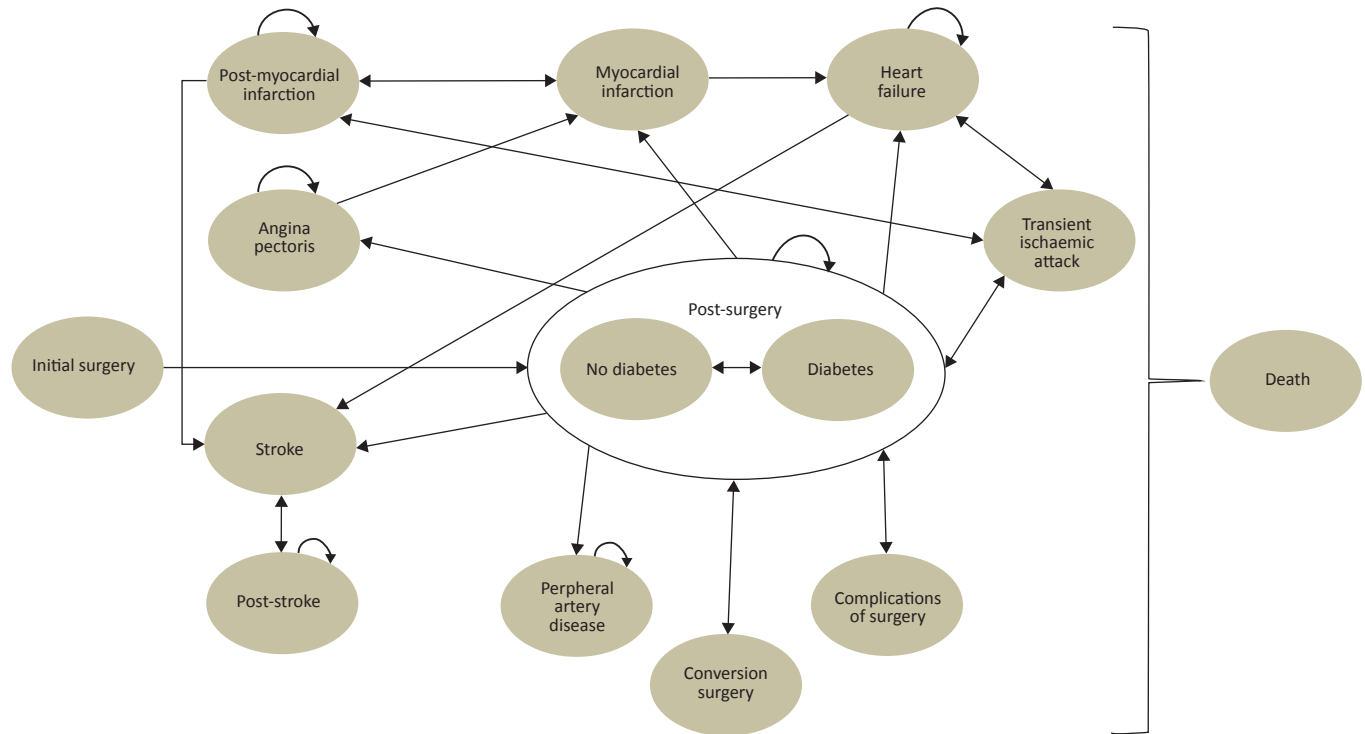 Post-myocardial
infarction
Myocardial
infarction
Heart
failure
Angina
pectoris
Transient
ischaemic
attack
Post-surgery
Initial surgery
No diabetes
Diabetes
Death
Stroke
Post-stroke
Perpheral
artery
disease
Complications
of surgery
Conversion
surgery